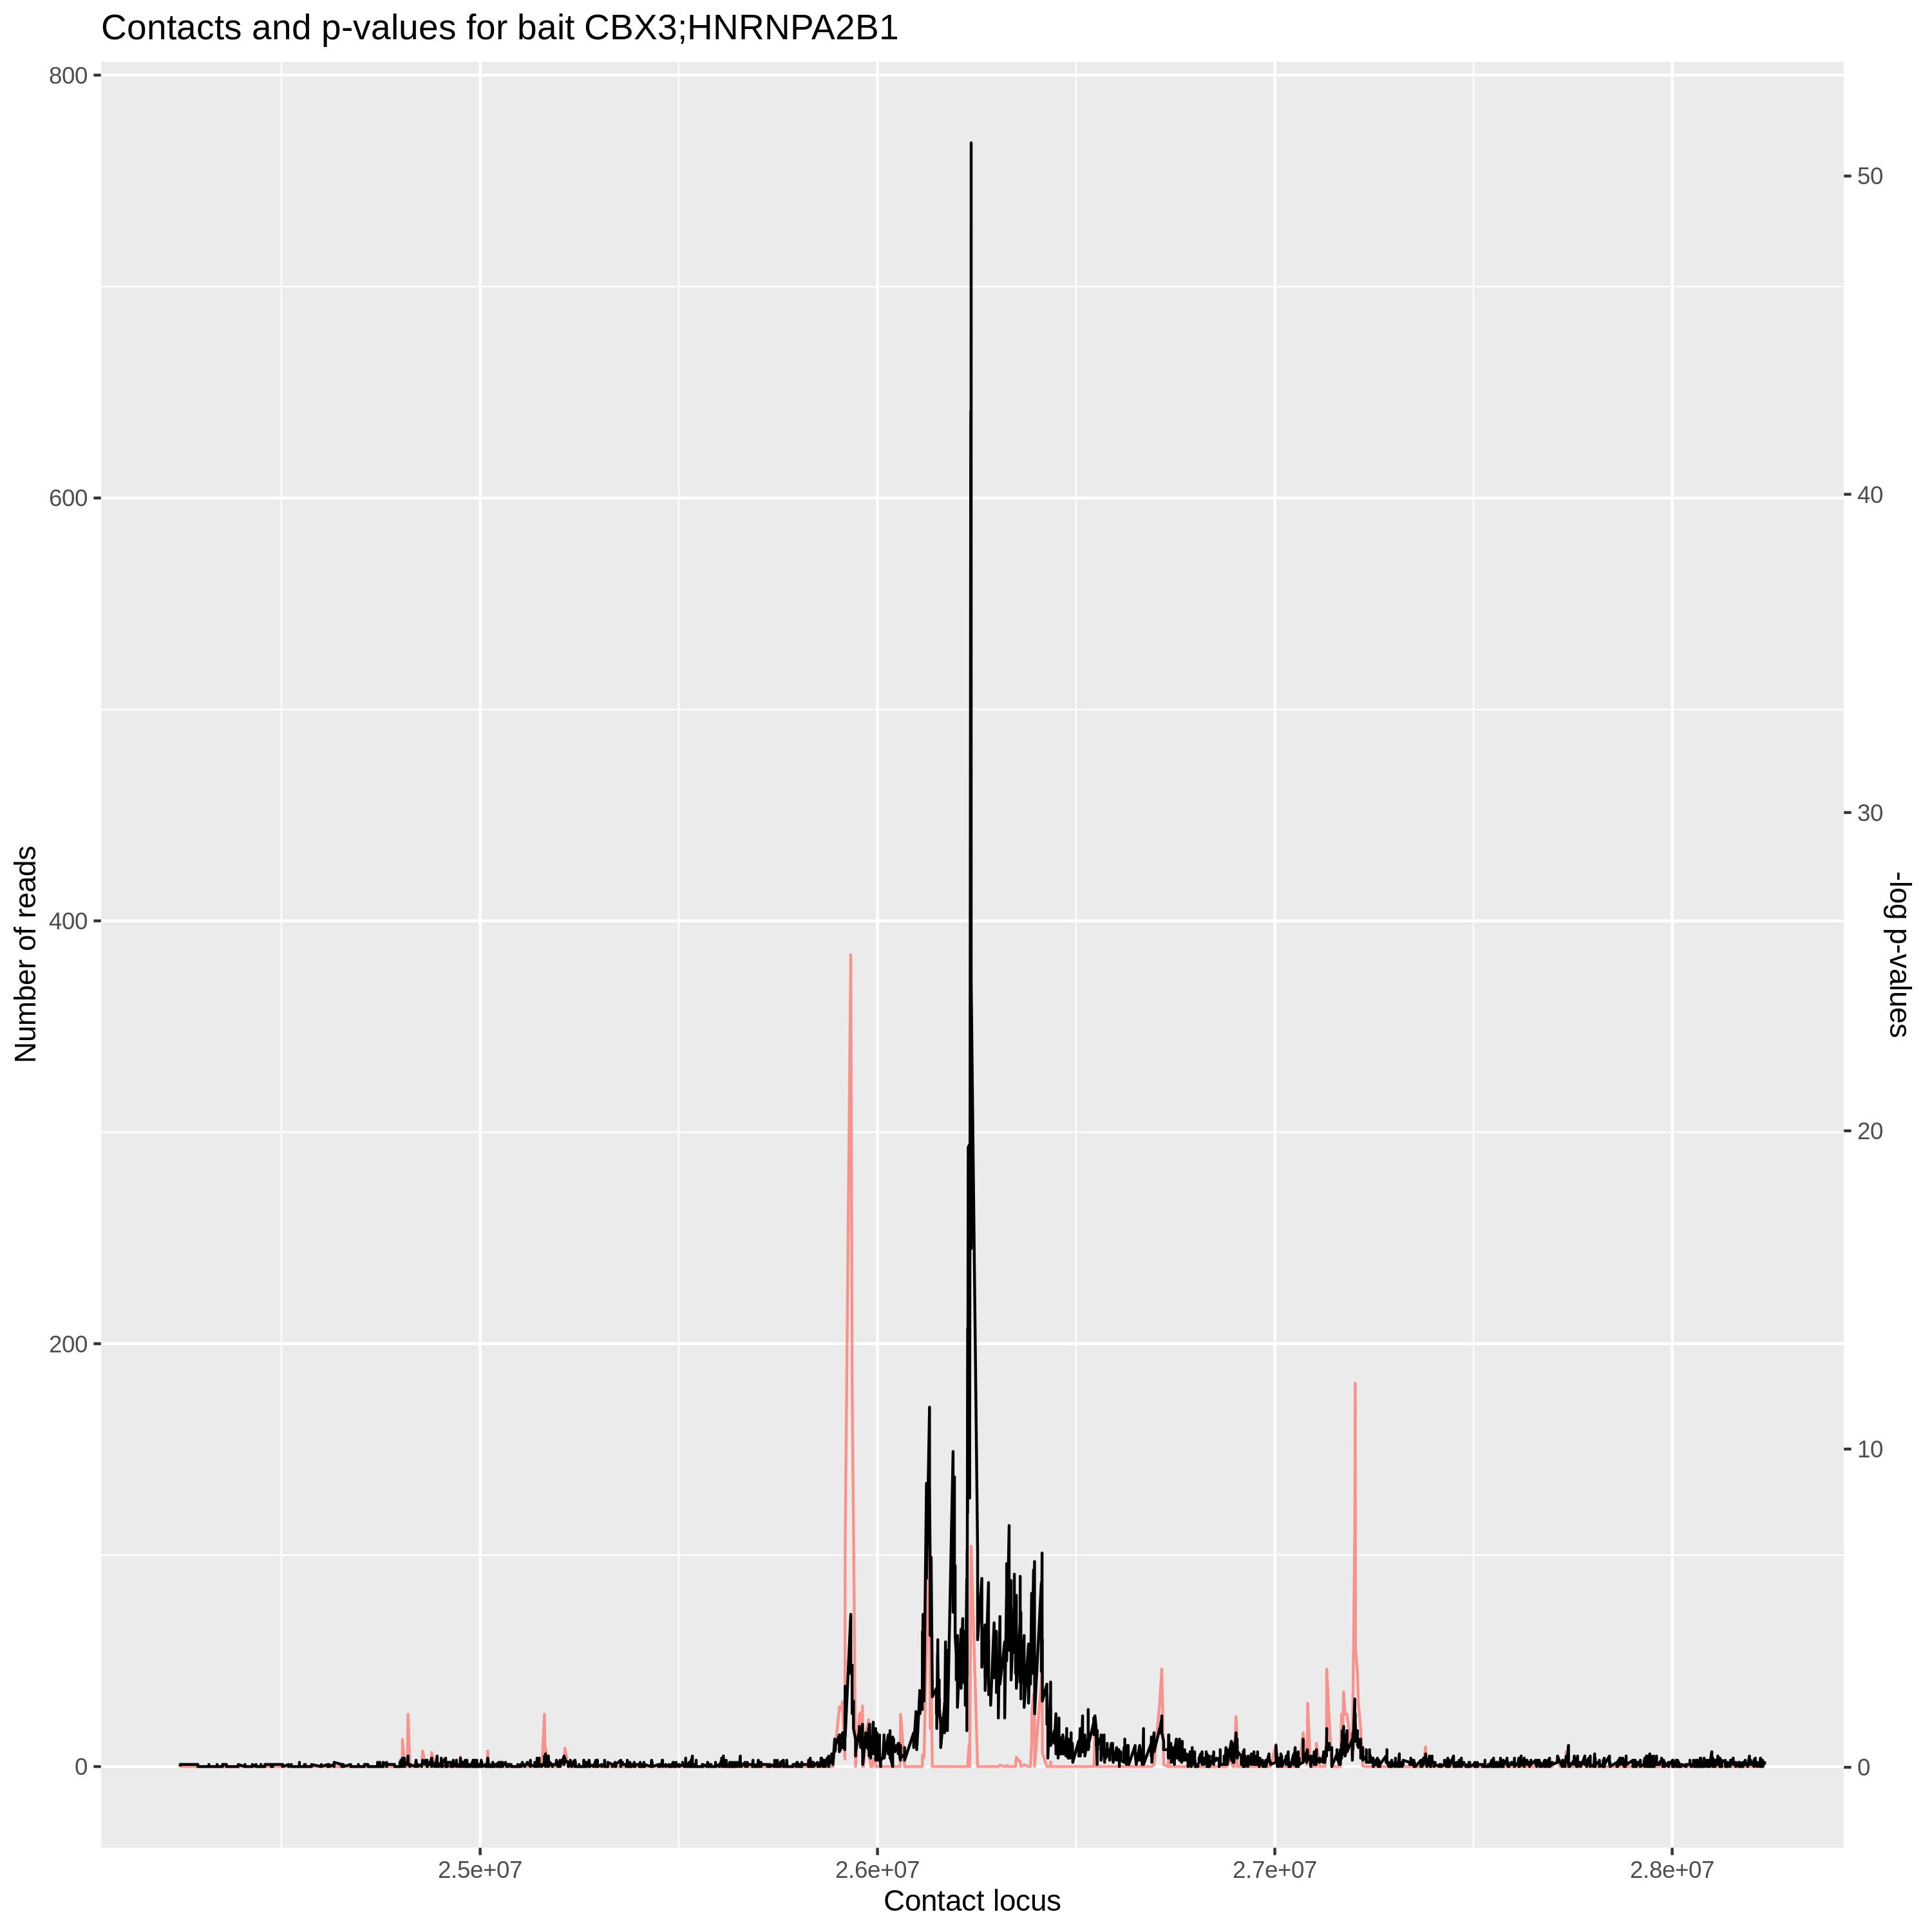 Contacts and p-values for bait CBX3;HNRNPA2B1
800
600
400
200
0
Number of reads
50
40
30
20
10
0
-log p-values
2.5e+07 2.6e+07 2.7e+07 2.8e+07
Contact locus